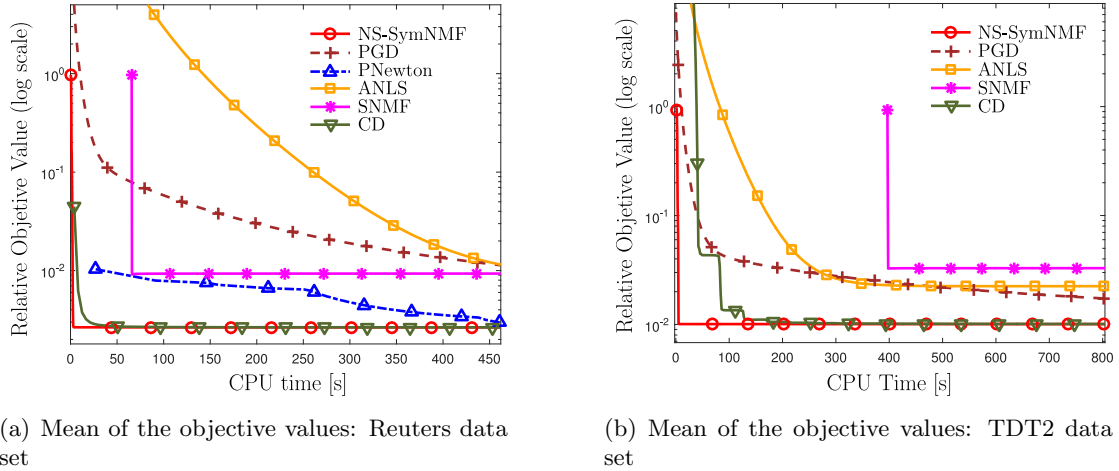 NS-SymNMF
PGD
PNewton
ANLS
SNMF
CD
10^0
10^-1
10^-2
Relative Objetive Value (log scale)
0 50 100 150 200 250 300 350 400 450
CPU time [s]
(a) Mean of the objective values: Reuters data
set
NS-SymNMF
PGD
ANLS
SNMF
CD
10^0
10^-1
10^-2
Relative Objetive Value (log scale)
0 100 200 300 400 500 600 700 800
CPU Time [s]
(b) Mean of the objective values: TDT2 data
set